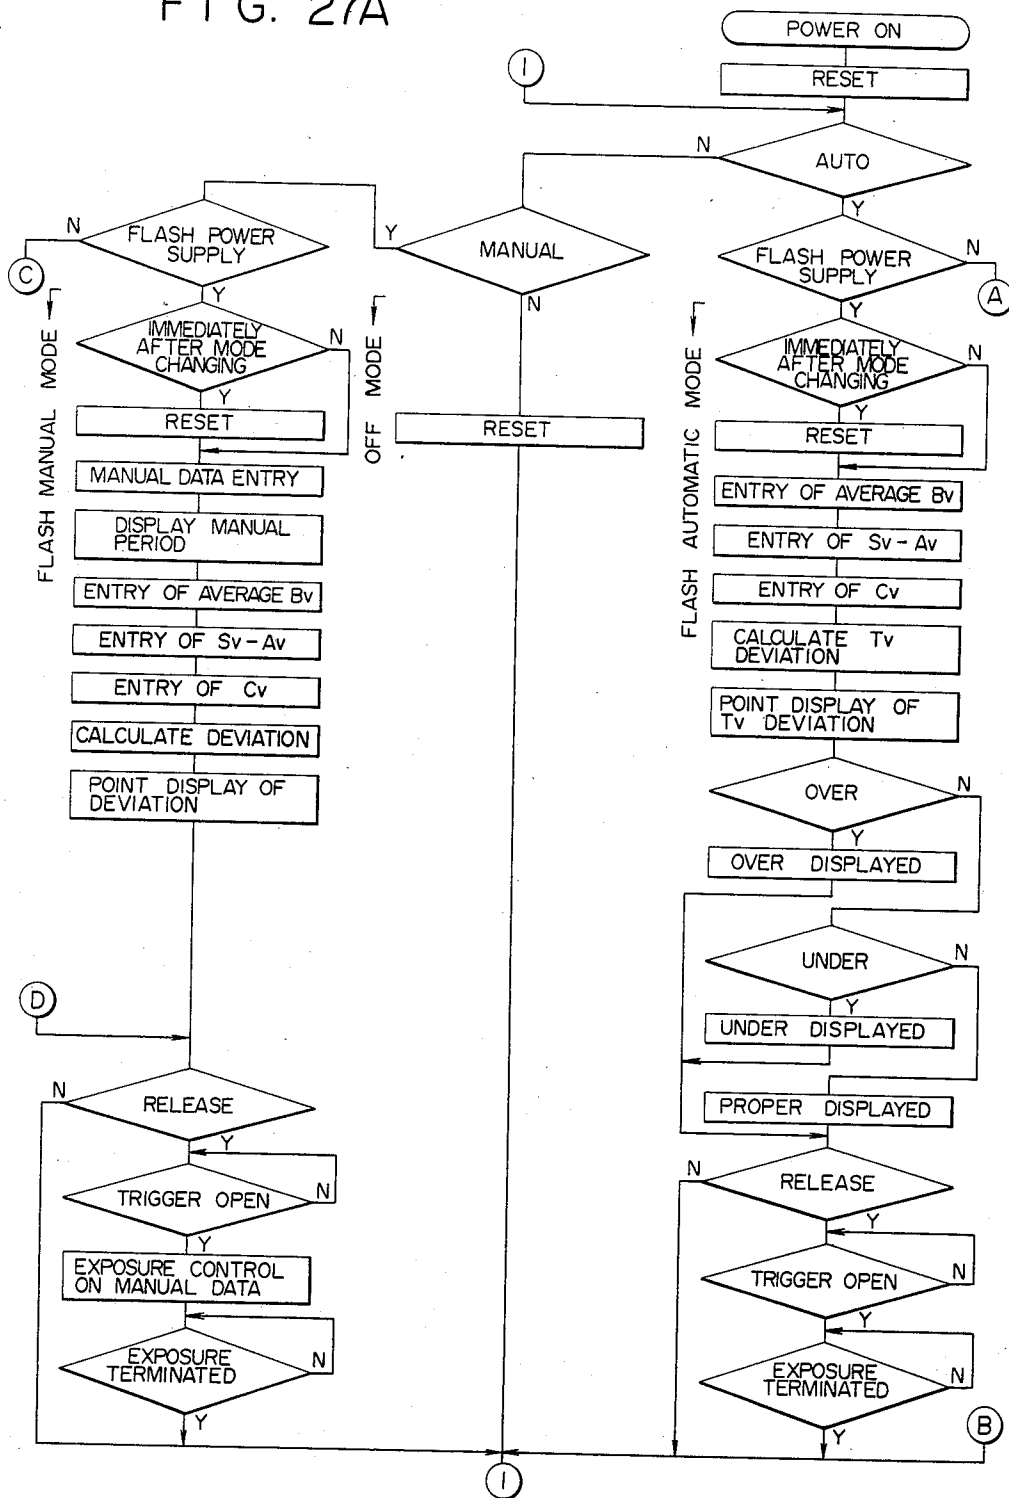 FIG. 27A
POWER ON
RESET
1
AUTO
N
Y
MANUAL
Y
N
FLASH POWER
SUPPLY
N
Y
C
FLASH POWER
SUPPLY
N
Y
A
FLASH MANUAL MODE
IMMEDIATELY
AFTER MODE
CHANGING
N
Y
RESET
MANUAL DATA ENTRY
DISPLAY MANUAL
PERIOD
ENTRY OF AVERAGE Bv
ENTRY OF Sv-Av
ENTRY OF Cv
CALCULATE DEVIATION
POINT DISPLAY OF
DEVIATION
D
RELEASE
N
Y
TRIGGER OPEN
N
Y
EXPOSURE CONTROL
ON MANUAL DATA
EXPOSURE
TERMINATED
N
Y
OFF MODE
RESET
FLASH AUTOMATIC MODE
IMMEDIATELY
AFTER MODE
CHANGING
N
Y
RESET
ENTRY OF AVERAGE Bv
ENTRY OF Sv-Av
ENTRY OF Cv
CALCULATE Tv
DEVIATION
POINT DISPLAY OF
Tv DEVIATION
OVER
N
Y
OVER DISPLAYED
UNDER
N
Y
UNDER DISPLAYED
PROPER DISPLAYED
RELEASE
N
Y
TRIGGER OPEN
N
Y
EXPOSURE
TERMINATED
N
Y
B
1